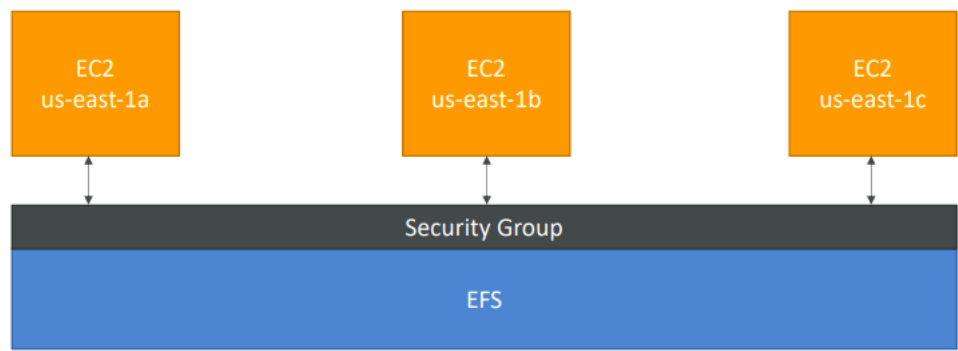 EC2
us-east-1a
EC2
us-east-1b
EC2
us-east-1c
Security Group
EFS